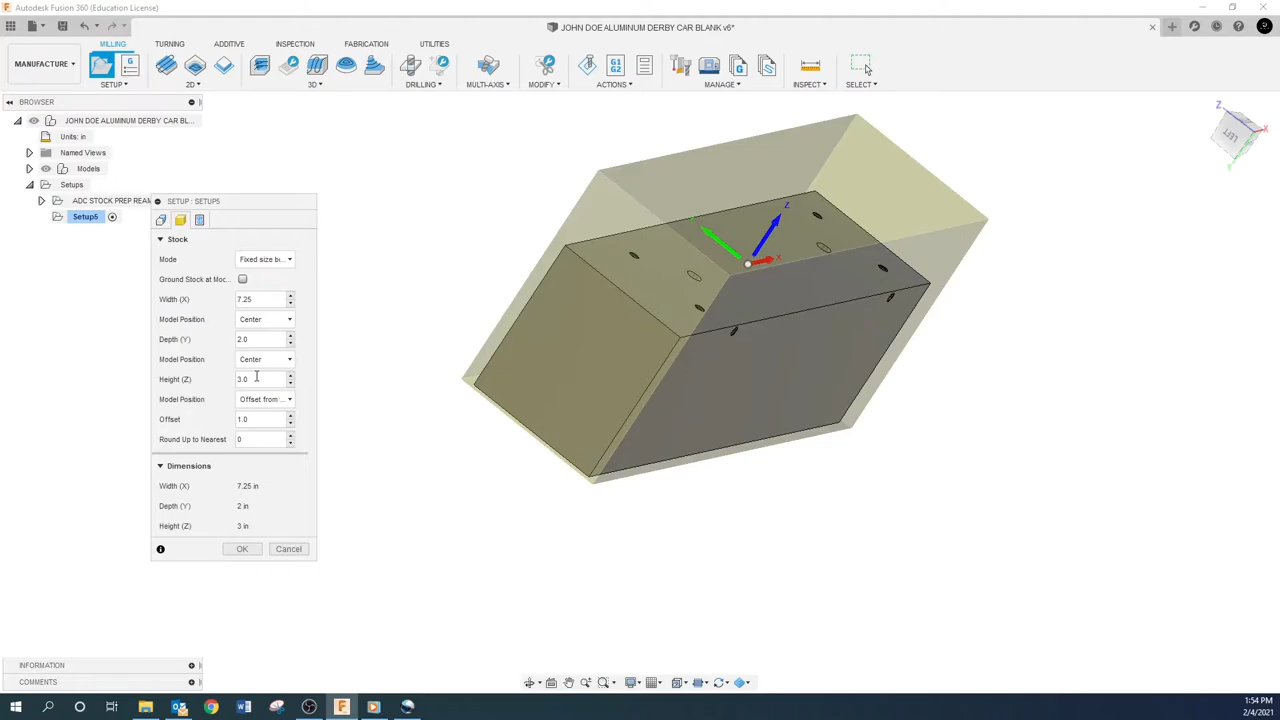 Autodesk Fusion 360 (Education License)
JOHN DOE ALUMINUM DERBY CAR BLANK v6*
MILLING TURNING ADDITIVE INSPECTION FABRICATION UTILITIES
MANUFACTURE
SETUP 2D 3D DRILLING MULTI-AXIS MODIFY ACTIONS MANAGE INSPECT SELECT
BROWSER
JOHN DOE ALUMINUM DERBY CAR BL...
Units: in
Named Views
Models
Setups
ADC STOCK PREP REAM
Setup5
SETUP : SETUP5
Stock
Mode Fixed size b...
Ground Stock at Moc...
Width (X) 7.25
Model Position Center
Depth (Y) 2.0
Model Position Center
Height (Z) 3.0
Model Position Offset from ...
Offset 1.0
Round Up to Nearest 0
Dimensions
Width (X) 7.25 in
Depth (Y) 2 in
Height (Z) 3 in
OK Cancel
Z
X
LEFT
Y
Z
X
INFORMATION
COMMENTS
G1
G2
1:54 PM
2/4/2021